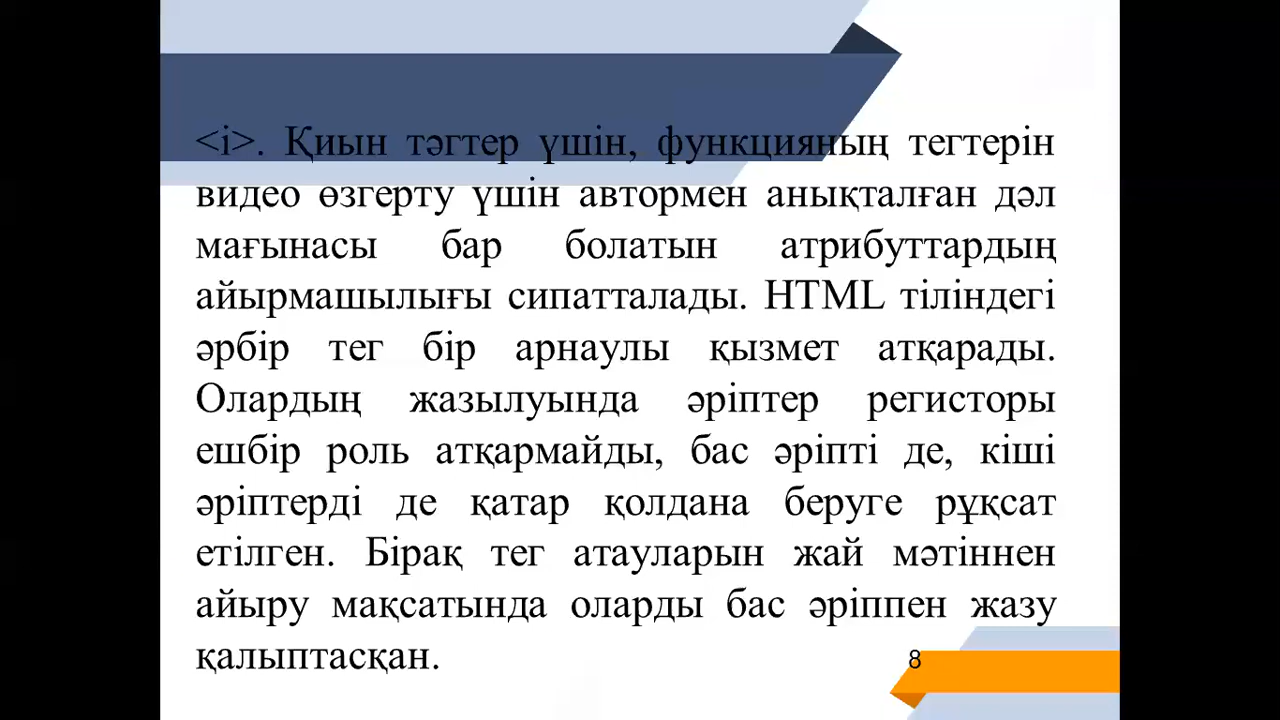 <i>. Қиын тәгтер үшін, функцияның тегтерін
видео өзгерту үшін автормен анықталған дәл
мағынасы бар болатын атрибуттардың
айырмашылығы сипатталады. HTML тіліндегі
әрбір тег бір арнаулы қызмет атқарады.
Олардың жазылуында әріптер регисторы
ешбір роль атқармайды, бас әріпті де, кіші
әріптерді де қатар қолдана беруге рұқсат
етілген. Бірақ тег атауларын жай мәтіннен
айыру мақсатында оларды бас әріппен жазу
қалыптасқан.
8